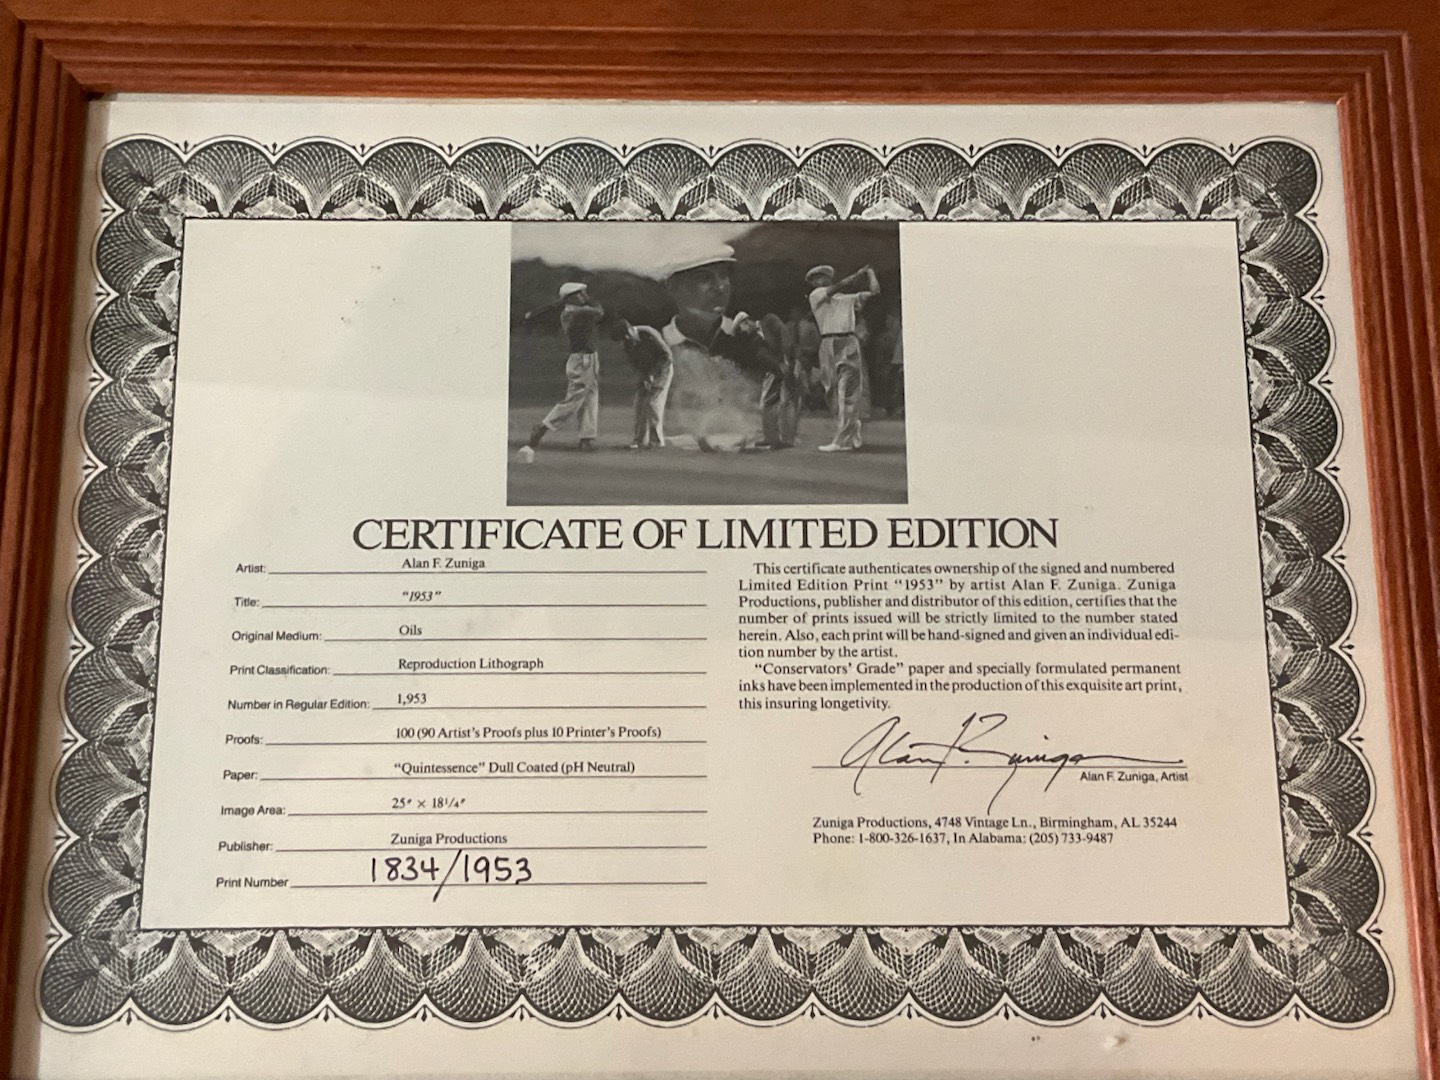 CERTIFICATE OF LIMITED EDITION
Artist: Alan F. Zuniga
Title: "1953"
Original Medium: Oils
Print Classification: Reproduction Lithograph
Number in Regular Edition: 1,953
Proofs: 100 (90 Artist's Proofs plus 10 Printer's Proofs)
Paper: "Quintessence" Dull Coated (pH Neutral)
Image Area: 25" × 18 1/4"
Publisher: Zuniga Productions
Print Number 1834/1953
This certificate authenticates ownership of the signed and numbered
Limited Edition Print "1953" by artist Alan F. Zuniga. Zuniga
Productions, publisher and distributor of this edition, certifies that the
number of prints issued will be strictly limited to the number stated
herein. Also, each print will be hand-signed and given an individual edi-
tion number by the artist.
"Conservators' Grade" paper and specially formulated permanent
inks have been implemented in the production of this exquisite art print,
this insuring longetivity.
Alan F. Zuniga
Alan F. Zuniga, Artist
Zuniga Productions, 4748 Vintage Ln., Birmingham, AL 35244
Phone: 1-800-326-1637, In Alabama: (205) 733-9487